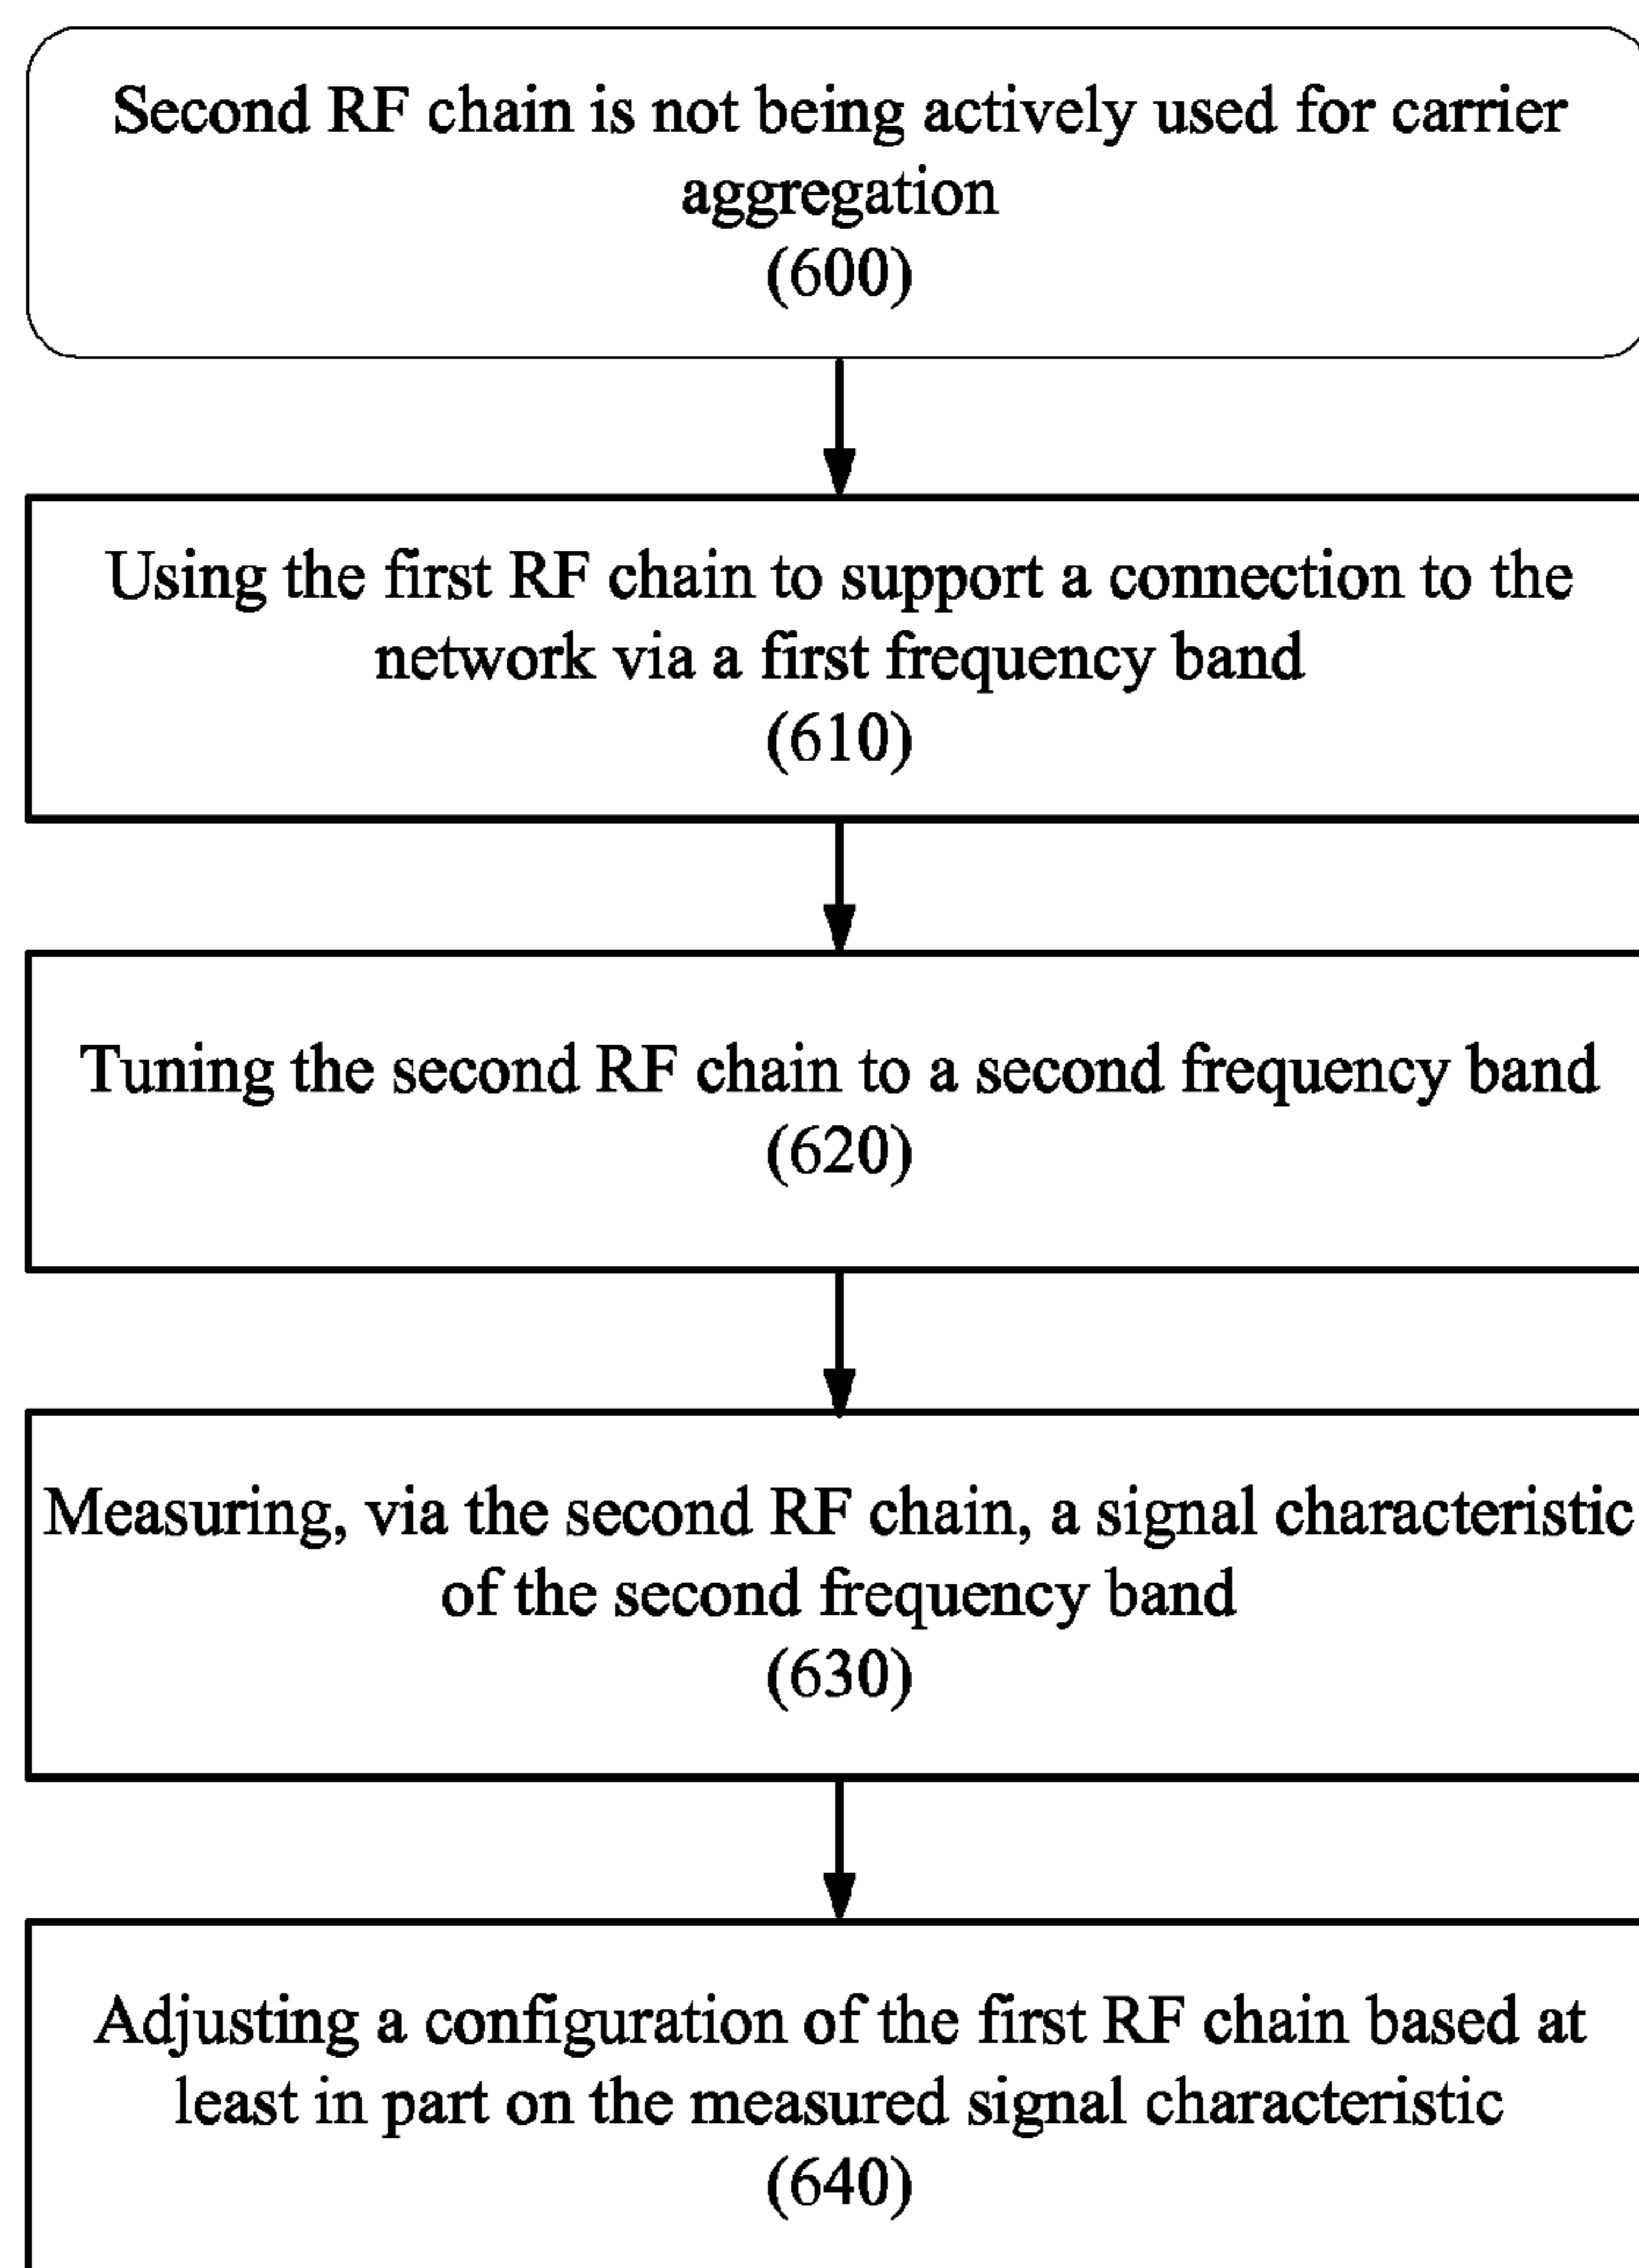 Second RF chain is not being actively used for carrier
aggregation
(600)
Using the first RF chain to support a connection to the
network via a first frequency band
(610)
Tuning the second RF chain to a second frequency band
(620)
Measuring, via the second RF chain, a signal characteristic
of the second frequency band
(630)
Adjusting a configuration of the first RF chain based at
least in part on the measured signal characteristic
(640)